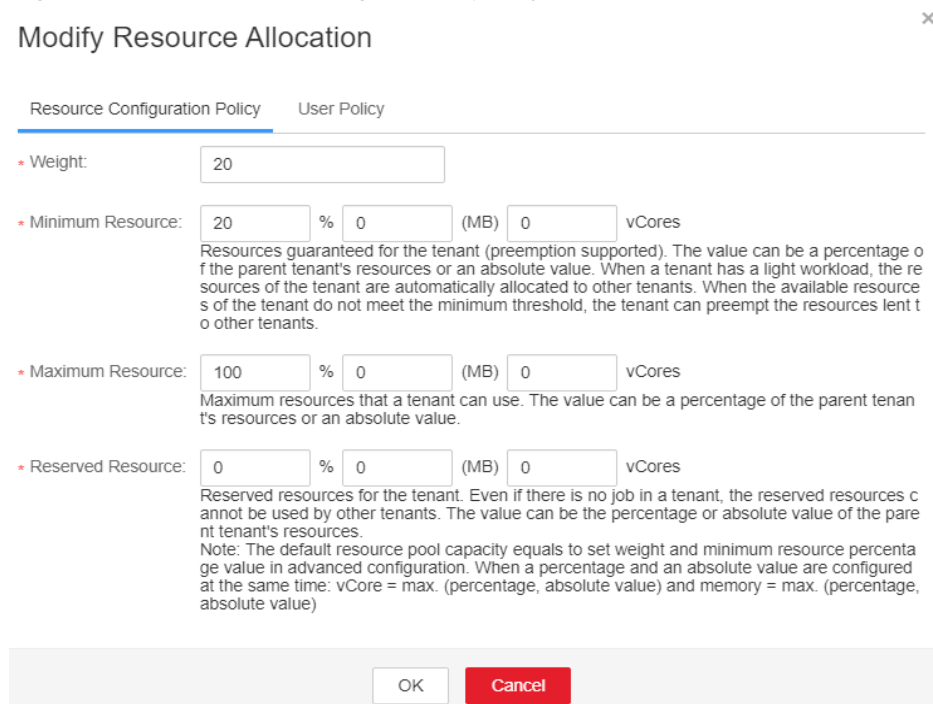 Modify Resource Allocation
×
Resource Configuration Policy User Policy
* Weight: 20
* Minimum Resource: 20 % 0 (MB) 0 vCores
Resources guaranteed for the tenant (preemption supported). The value can be a percentage o
f the parent tenant's resources or an absolute value. When a tenant has a light workload, the re
sources of the tenant are automatically allocated to other tenants. When the available resource
s of the tenant do not meet the minimum threshold, the tenant can preempt the resources lent t
o other tenants.
* Maximum Resource: 100 % 0 (MB) 0 vCores
Maximum resources that a tenant can use. The value can be a percentage of the parent tenan
t's resources or an absolute value.
* Reserved Resource: 0 % 0 (MB) 0 vCores
Reserved resources for the tenant. Even if there is no job in a tenant, the reserved resources c
annot be used by other tenants. The value can be the percentage or absolute value of the pare
nt tenant's resources.
Note: The default resource pool capacity equals to set weight and minimum resource percenta
ge value in advanced configuration. When a percentage and an absolute value are configured
at the same time: vCore = max. (percentage, absolute value) and memory = max. (percentage,
absolute value)
OK Cancel